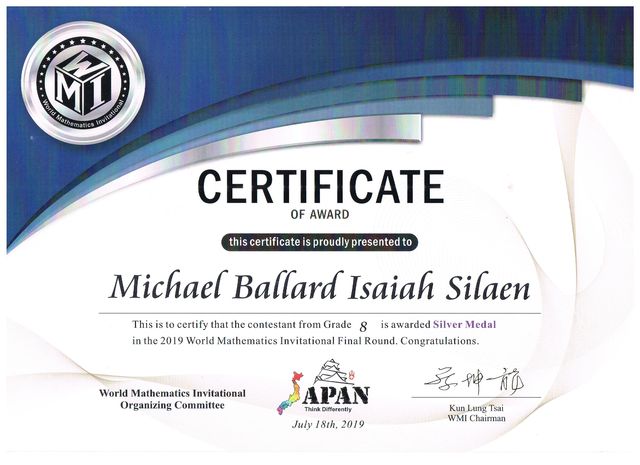 WMI
World Mathematics Invitational
CERTIFICATE
OF AWARD
this certificate is proudly presented to
Michael Ballard Isaiah Silaen
This is to certify that the contestant from Grade 8 is awarded Silver Medal
in the 2019 World Mathematics Invitational Final Round. Congratulations.
World Mathematics Invitational
Organizing Committee
JAPAN
Think Differently
July 18th, 2019
Kun Lung Tsai
WMI Chairman